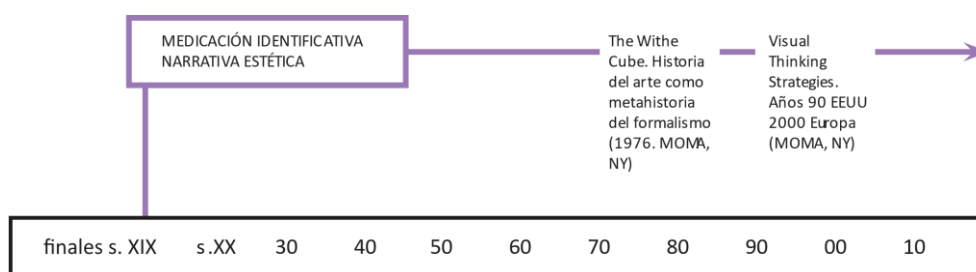 MEDICACIÓN IDENTIFICATIVA
NARRATIVA ESTÉTICA
The Withe
Cube. Historia
del arte como
metahistoria
del formalismo
(1976. MOMA,
NY)
Visual
Thinking
Strategies.
Años 90 EEUU
2000 Europa
(MOMA, NY)
finales s. XIX s.XX 30 40 50 60 70 80 90 00 10